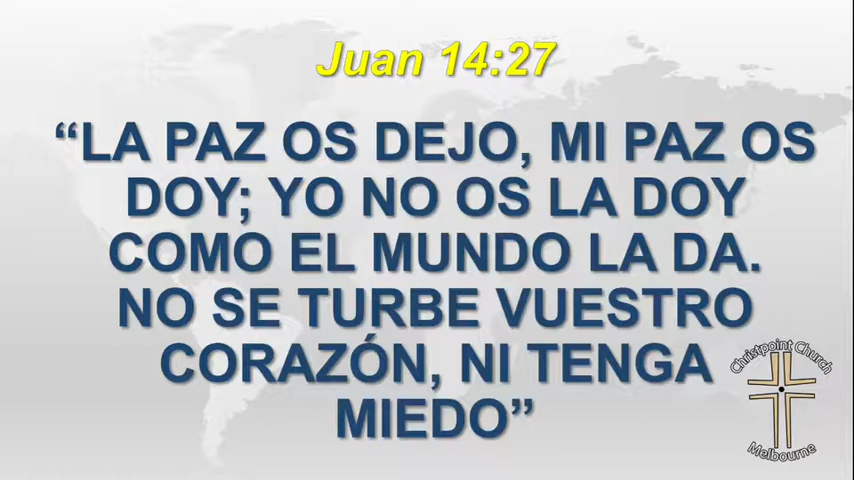 Juan 14:27
“LA PAZ OS DEJO, MI PAZ OS
DOY; YO NO OS LA DOY
COMO EL MUNDO LA DA.
NO SE TURBE VUESTRO
CORAZÓN, NI TENGA
MIEDO”
Christpoint Church
Melbourne